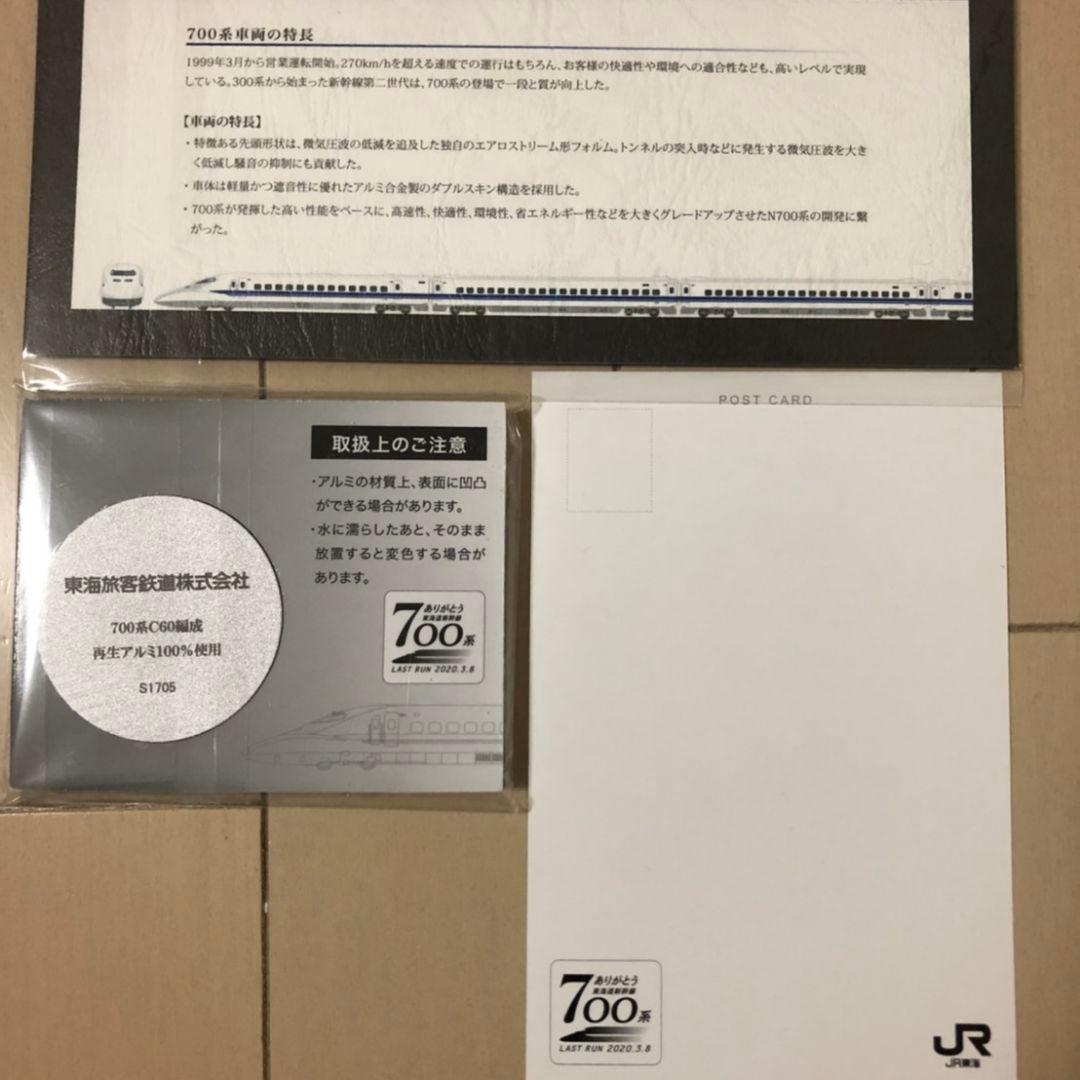 700系車両の特長
1999年3月から営業運転開始。270km/hを超える速度での運行はもちろん、お客様の快適性や環境への適合性なども、高いレベルで実現
している。300系から始まった新幹線第二世代は、700系の登場で一段と質が向上した。
【車両の特長】
・特徴ある先頭形状は、微気圧波の低減を追及した独自のエアロストリーム形フォルム。トンネルの突入時などに発生する微気圧波を大き
く低減し騒音の抑制にも貢献した。
・車体は軽量かつ遮音性に優れたアルミ合金製のダブルスキン構造を採用した。
・700系が発揮した高い性能をベースに、高速性、快適性、環境性、省エネルギー性などを大きくグレードアップさせたN700系の開発に繋
がった。
取扱上のご注意
・アルミの材質上、表面に凹凸
ができる場合があります。
・水に濡らしたあと、そのまま
放置すると変色する場合が
あります。
東海旅客鉄道株式会社
700系C60編成
再生アルミ100%使用
S1705
ありがとう
東海道新幹線
700系
LAST RUN 2020.3.8
POST CARD
ありがとう
東海道新幹線
700系
LAST RUN 2020.3.8
JR
JR東海